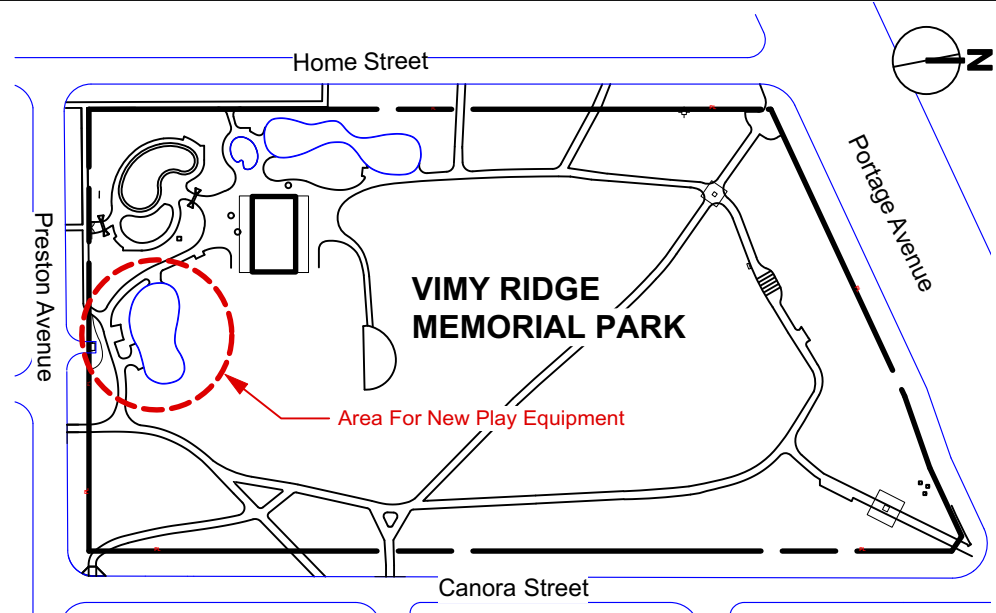 Home Street
N
Portage Avenue
Preston Avenue
VIMY RIDGE
MEMORIAL PARK
Area For New Play Equipment
Canora Street